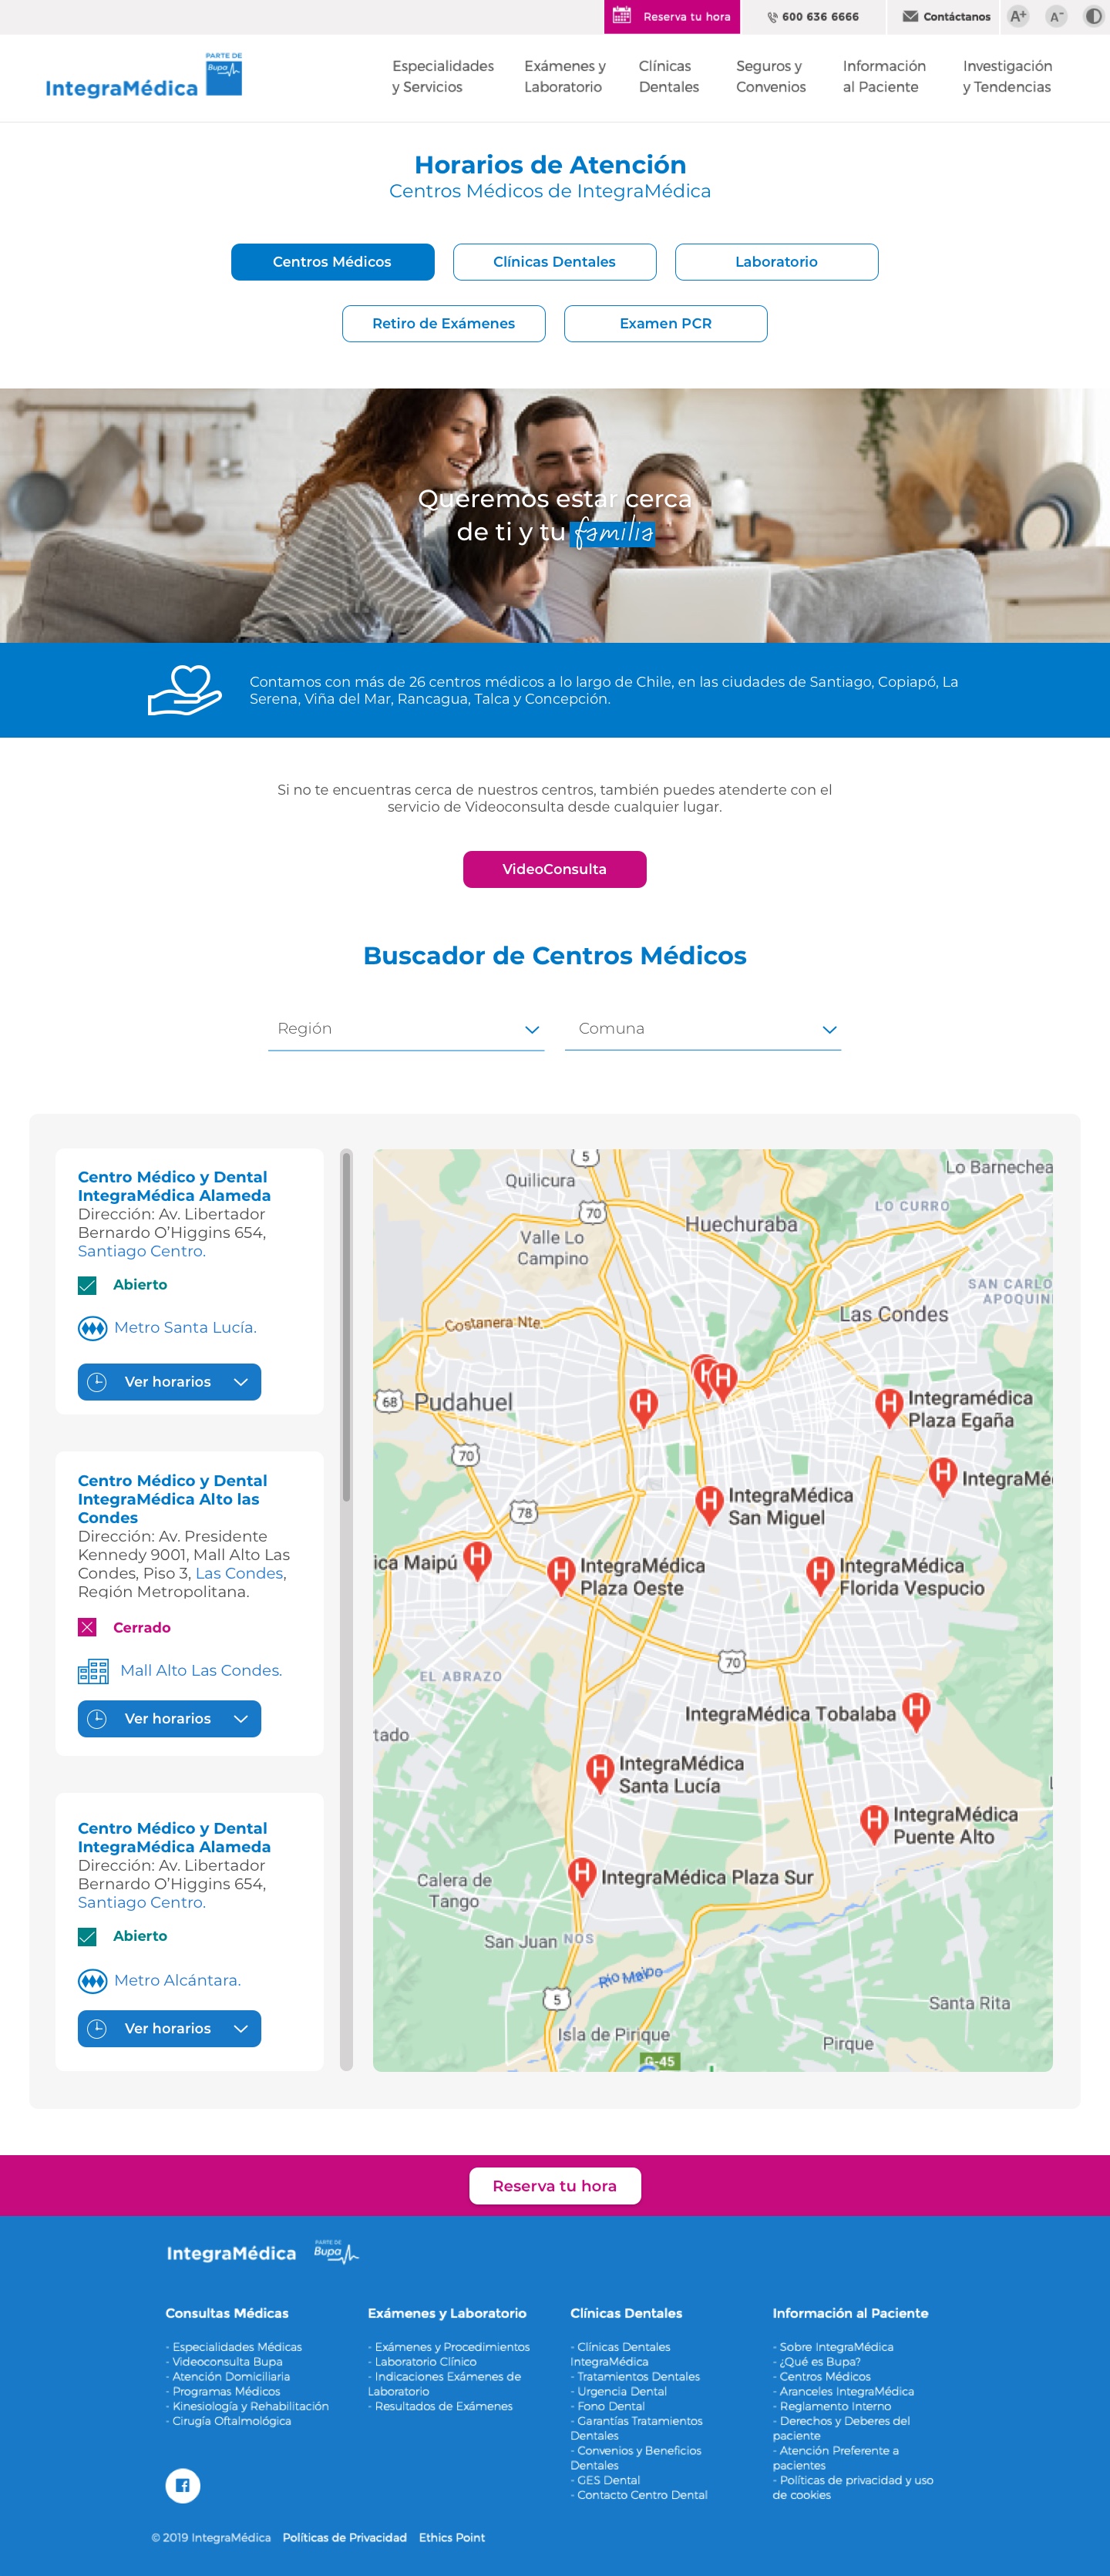 Reserva tu hora
600 636 6666
Contáctanos
A+
A-
IntegraMédica
PARTE DE
Bupa
Especialidades
y Servicios
Exámenes y
Laboratorio
Clínicas
Dentales
Seguros y
Convenios
Información
al Paciente
Investigación
y Tendencias
Horarios de Atención
Centros Médicos de IntegraMédica
Centros Médicos
Clínicas Dentales
Laboratorio
Retiro de Exámenes
Examen PCR
Queremos estar cerca
de ti y tu familia
Contamos con más de 26 centros médicos a lo largo de Chile, en las ciudades de Santiago, Copiapó, La
Serena, Viña del Mar, Rancagua, Talca y Concepción.
Si no te encuentras cerca de nuestros centros, también puedes atenderte con el
servicio de Videoconsulta desde cualquier lugar.
VideoConsulta
Buscador de Centros Médicos
Región
Comuna
Centro Médico y Dental
IntegraMédica Alameda
Dirección: Av. Libertador
Bernardo O'Higgins 654,
Santiago Centro.
Abierto
Metro Santa Lucía.
Ver horarios
Centro Médico y Dental
IntegraMédica Alto las
Condes
Dirección: Av. Presidente
Kennedy 9001, Mall Alto Las
Condes, Piso 3, Las Condes,
Región Metropolitana.
Cerrado
Mall Alto Las Condes.
Ver horarios
Centro Médico y Dental
IntegraMédica Alameda
Dirección: Av. Libertador
Bernardo O'Higgins 654,
Santiago Centro.
Abierto
Metro Alcántara.
Ver horarios
5
Quilicura
Lo Barnechea
70
LO CURRO
Huechuraba
Valle Lo
Campino
SAN CARLO
APOQUIN
Las Condes
Costanera Nte.
H
H
68
Pudahuel
H
H
Integramédica
Plaza Egaña
70
H
IntegraMé
78
H
IntegraMédica
San Miguel
ica Maipú
H
H
IntegraMédica
Plaza Oeste
H
IntegraMédica
Florida Vespucio
70
EL ABRAZO
IntegraMédica Tobalaba
H
tado
H
IntegraMédica
Santa Lucía
H
IntegraMédica
Puente Alto
H
IntegraMédica Plaza Sur
Calera de
Tango
San Juan
NOS
Río Maipo
5
Santa Rita
Isla de Pirique
Pirque
G-45
Reserva tu hora
IntegraMédica
PARTE DE
Bupa
Consultas Médicas
- Especialidades Médicas
- Videoconsulta Bupa
- Atención Domiciliaria
- Programas Médicos
- Kinesiología y Rehabilitación
- Cirugía Oftalmológica
Exámenes y Laboratorio
- Exámenes y Procedimientos
- Laboratorio Clínico
- Indicaciones Exámenes de
Laboratorio
- Resultados de Exámenes
Clínicas Dentales
- Clínicas Dentales
IntegraMédica
- Tratamientos Dentales
- Urgencia Dental
- Fono Dental
- Garantías Tratamientos
Dentales
- Convenios y Beneficios
Dentales
- GES Dental
- Contacto Centro Dental
Información al Paciente
- Sobre IntegraMédica
- ¿Qué es Bupa?
- Centros Médicos
- Aranceles IntegraMédica
- Reglamento Interno
- Derechos y Deberes del
paciente
- Atención Preferente a
pacientes
- Políticas de privacidad y uso
de cookies
© 2019 IntegraMédica
Políticas de Privacidad
Ethics Point